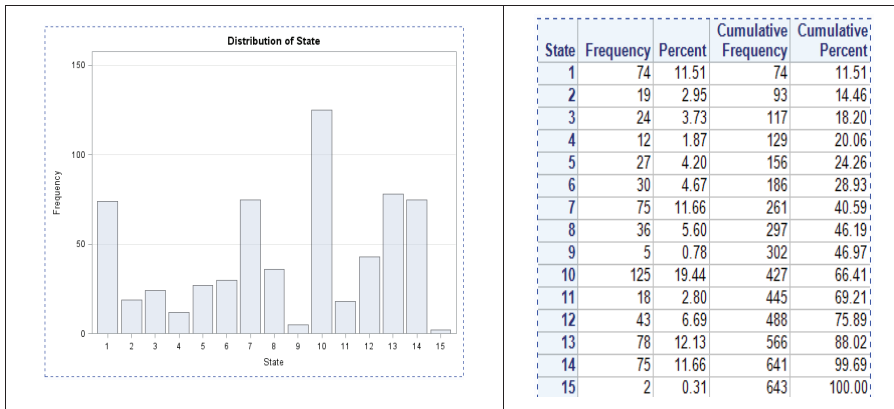 Distribution of State
150
100
50
0
Frequency
1 2 3 4 5 6 7 8 9 10 11 12 13 14 15
State
Cumulative Cumulative
State Frequency Percent Frequency Percent
1 74 11.51 74 11.51
2 19 2.95 93 14.46
3 24 3.73 117 18.20
4 12 1.87 129 20.06
5 27 4.20 156 24.26
6 30 4.67 186 28.93
7 75 11.66 261 40.59
8 36 5.60 297 46.19
9 5 0.78 302 46.97
10 125 19.44 427 66.41
11 18 2.80 445 69.21
12 43 6.69 488 75.89
13 78 12.13 566 88.02
14 75 11.66 641 99.69
15 2 0.31 643 100.00